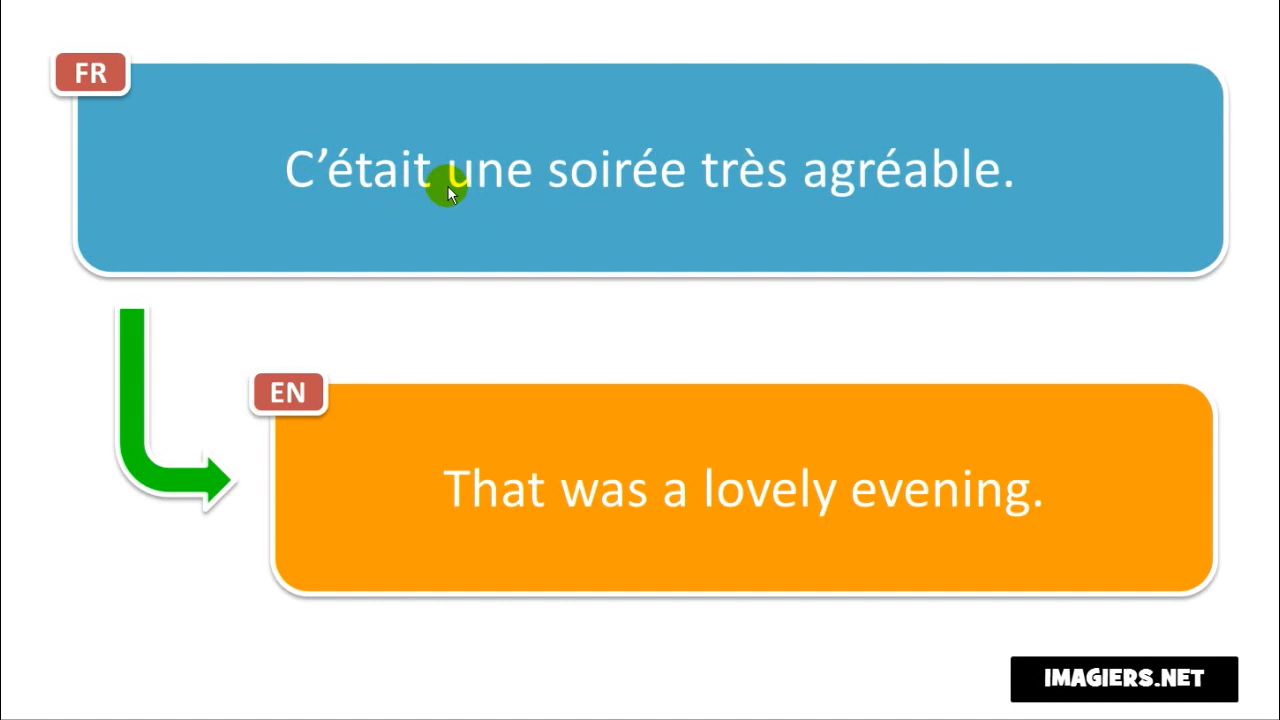 FR
C’était une soirée très agréable.
EN
That was a lovely evening.
IMAGIERS.NET